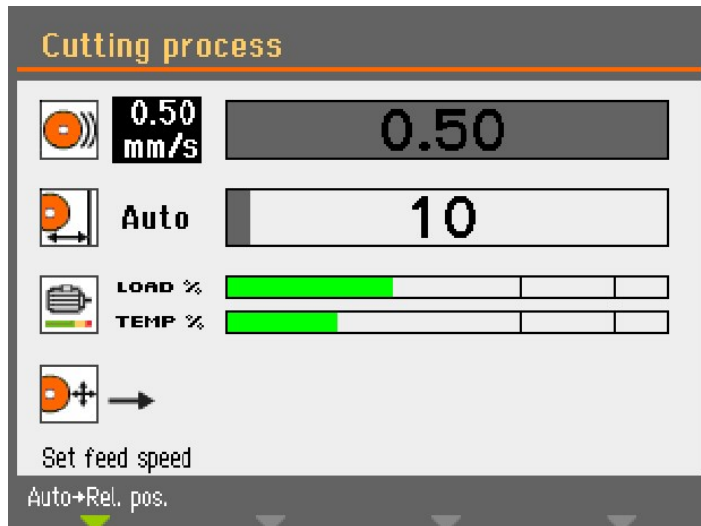 Cutting process
0.50
mm/s
0.50
Auto
10
LOAD %
TEMP %
Set feed speed
Auto→Rel. pos.